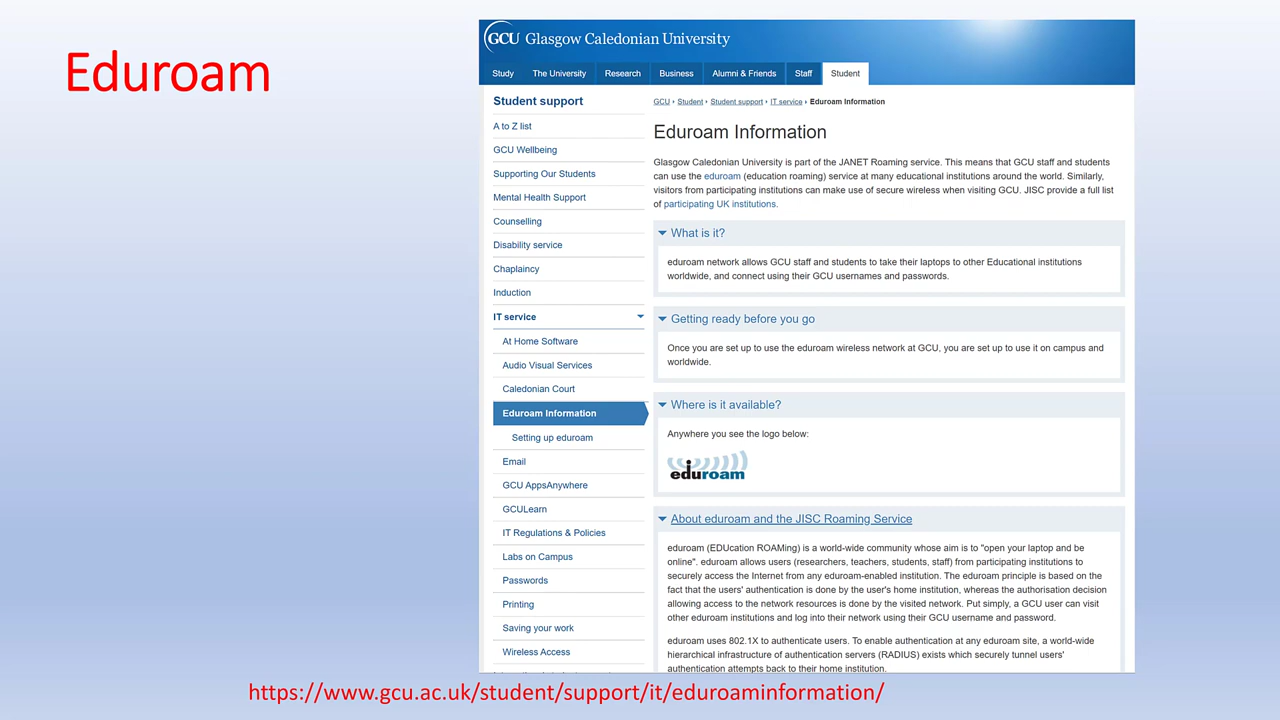 Eduroam
GCU Glasgow Caledonian University
Study The University Research Business Alumni & Friends Staff Student
Student support
A to Z list
GCU Wellbeing
Supporting Our Students
Mental Health Support
Counselling
Disability service
Chaplaincy
Induction
IT service
At Home Software
Audio Visual Services
Caledonian Court
Eduroam Information
Setting up eduroam
Email
GCU AppsAnywhere
GCULearn
IT Regulations & Policies
Labs on Campus
Passwords
Printing
Saving your work
Wireless Access
GCU Student Student support IT service Eduroam Information
Eduroam Information
Glasgow Caledonian University is part of the JANET Roaming service. This means that GCU staff and students
can use the eduroam (education roaming) service at many educational institutions around the world. Similarly,
visitors from participating institutions can make use of secure wireless when visiting GCU. JISC provide a full list
of participating UK institutions.
What is it?
eduroam network allows GCU staff and students to take their laptops to other Educational institutions
worldwide, and connect using their GCU usernames and passwords.
Getting ready before you go
Once you are set up to use the eduroam wireless network at GCU, you are set up to use it on campus and
worldwide.
Where is it available?
Anywhere you see the logo below:
eduroam
About eduroam and the JISC Roaming Service
eduroam (EDUcation ROAMing) is a world-wide community whose aim is to "open your laptop and be
online". eduroam allows users (researchers, teachers, students, staff) from participating institutions to
securely access the Internet from any eduroam-enabled institution. The eduroam principle is based on the
fact that the users' authentication is done by the user's home institution, whereas the authorisation decision
allowing access to the network resources is done by the visited network. Put simply, a GCU user can visit
other eduroam institutions and log into their network using their GCU username and password.
eduroam uses 802.1X to authenticate users. To enable authentication at any eduroam site, a world-wide
hierarchical infrastructure of authentication servers (RADIUS) exists which securely tunnel users'
authentication attempts back to their home institution.
https://www.gcu.ac.uk/student/support/it/eduroaminformation/